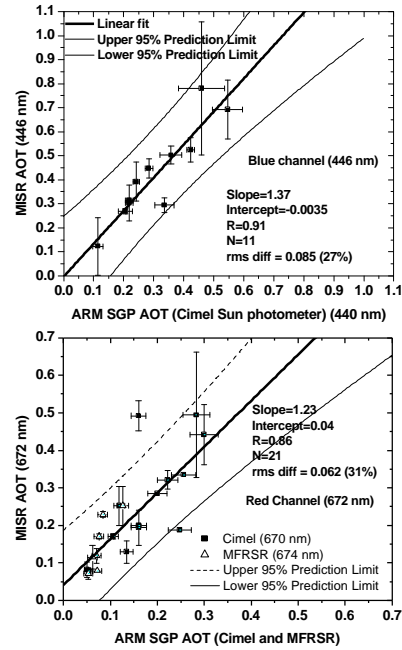 1.1
1.0
0.9
0.8
0.7
0.6
0.5
0.4
0.3
0.2
0.1
0.0
MISR AOT (446 nm)
Linear fit
Upper 95% Prediction Limit
Lower 95% Prediction Limit
Blue channel (446 nm)
Slope=1.37
Intercept=-0.0035
R=0.91
N=11
rms diff = 0.085 (27%)
0.0 0.1 0.2 0.3 0.4 0.5 0.6 0.7 0.8 0.9 1.0 1.1
ARM SGP AOT (Cimel Sun photometer) (440 nm)
0.7
0.6
0.5
0.4
0.3
0.2
0.1
0.0
MISR AOT (672 nm)
Slope=1.23
Intercept=0.04
R=0.86
N=21
rms diff = 0.062 (31%)
Red Channel (672 nm)
Cimel (670 nm)
MFRSR (674 nm)
Upper 95% Prediction Limit
Lower 95% Prediction Limit
0.0 0.1 0.2 0.3 0.4 0.5 0.6 0.7
ARM SGP AOT (Cimel and MFRSR)